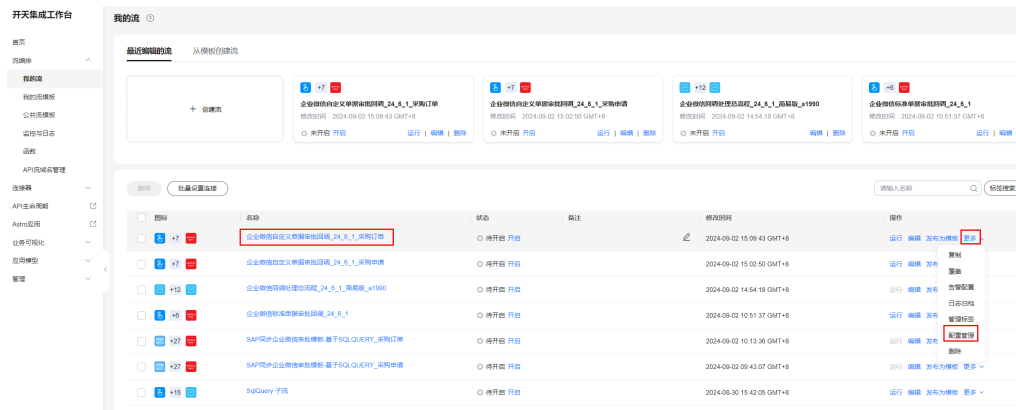 开天集成工作台
我的流
首页
流编排
我的流
我的流模板
公共流模板
监控与日志
函数
API流域名管理
连接器
API生命周期
Astro应用
业务可视化
应用模型
管理
最近编辑的流 从模板创建流
+ 创建流
+7
企业微信自定义单据审批回调_24_6_1_采购订单
修改时间 2024-09-02 15:09:43 GMT+8
未开启 开启 运行 | 编辑 | 删除
+7
企业微信自定义单据审批回调_24_6_1_采购申请
修改时间 2024-09-02 15:02:50 GMT+8
未开启 开启 运行 | 编辑 | 删除
+12
企业微信回调处理总流程_24_6_1_简易版_a1990
修改时间 2024-09-02 14:54:18 GMT+8
未开启 开启 编辑 | 删除
+6
企业微信标准单据审批回调_24_6_1
修改时间 2024-09-02 10:51:37 GMT+8
未开启 开启 运行 | 编辑
删除 批量设置连接 请输入名称 标签搜索
图标 名称 状态 备注 修改时间 操作
+7 企业微信自定义单据审批回调_24_6_1_采购订单 待开启 开启 2024-09-02 15:09:43 GMT+8 运行 编辑 发布为模板 更多
+7 企业微信自定义单据审批回调_24_6_1_采购申请 待开启 开启 2024-09-02 15:02:50 GMT+8 运行 编辑 发布
+12 企业微信回调处理总流程_24_6_1_简易版_a1990 待开启 开启 2024-09-02 14:54:18 GMT+8 运行 编辑 发布
+6 企业微信标准单据审批回调_24_6_1 待开启 开启 2024-09-02 10:51:37 GMT+8 运行 编辑 发布
+27 SAP同步企业微信审批模板-基于SQLQUERY_采购订单 待开启 开启 2024-09-02 10:13:36 GMT+8 运行 编辑 发布
+27 SAP同步企业微信审批模板-基于SQLQUERY_采购申请 待开启 开启 2024-09-02 09:43:07 GMT+8 运行 编辑 发布为模板 更多
+15 SqlQuery 子流 待开启 开启 2024-08-30 15:42:05 GMT+8 运行 编辑 发布为模板 更多
复制
覆盖
告警配置
日志归档
管理标签
配置管理
删除